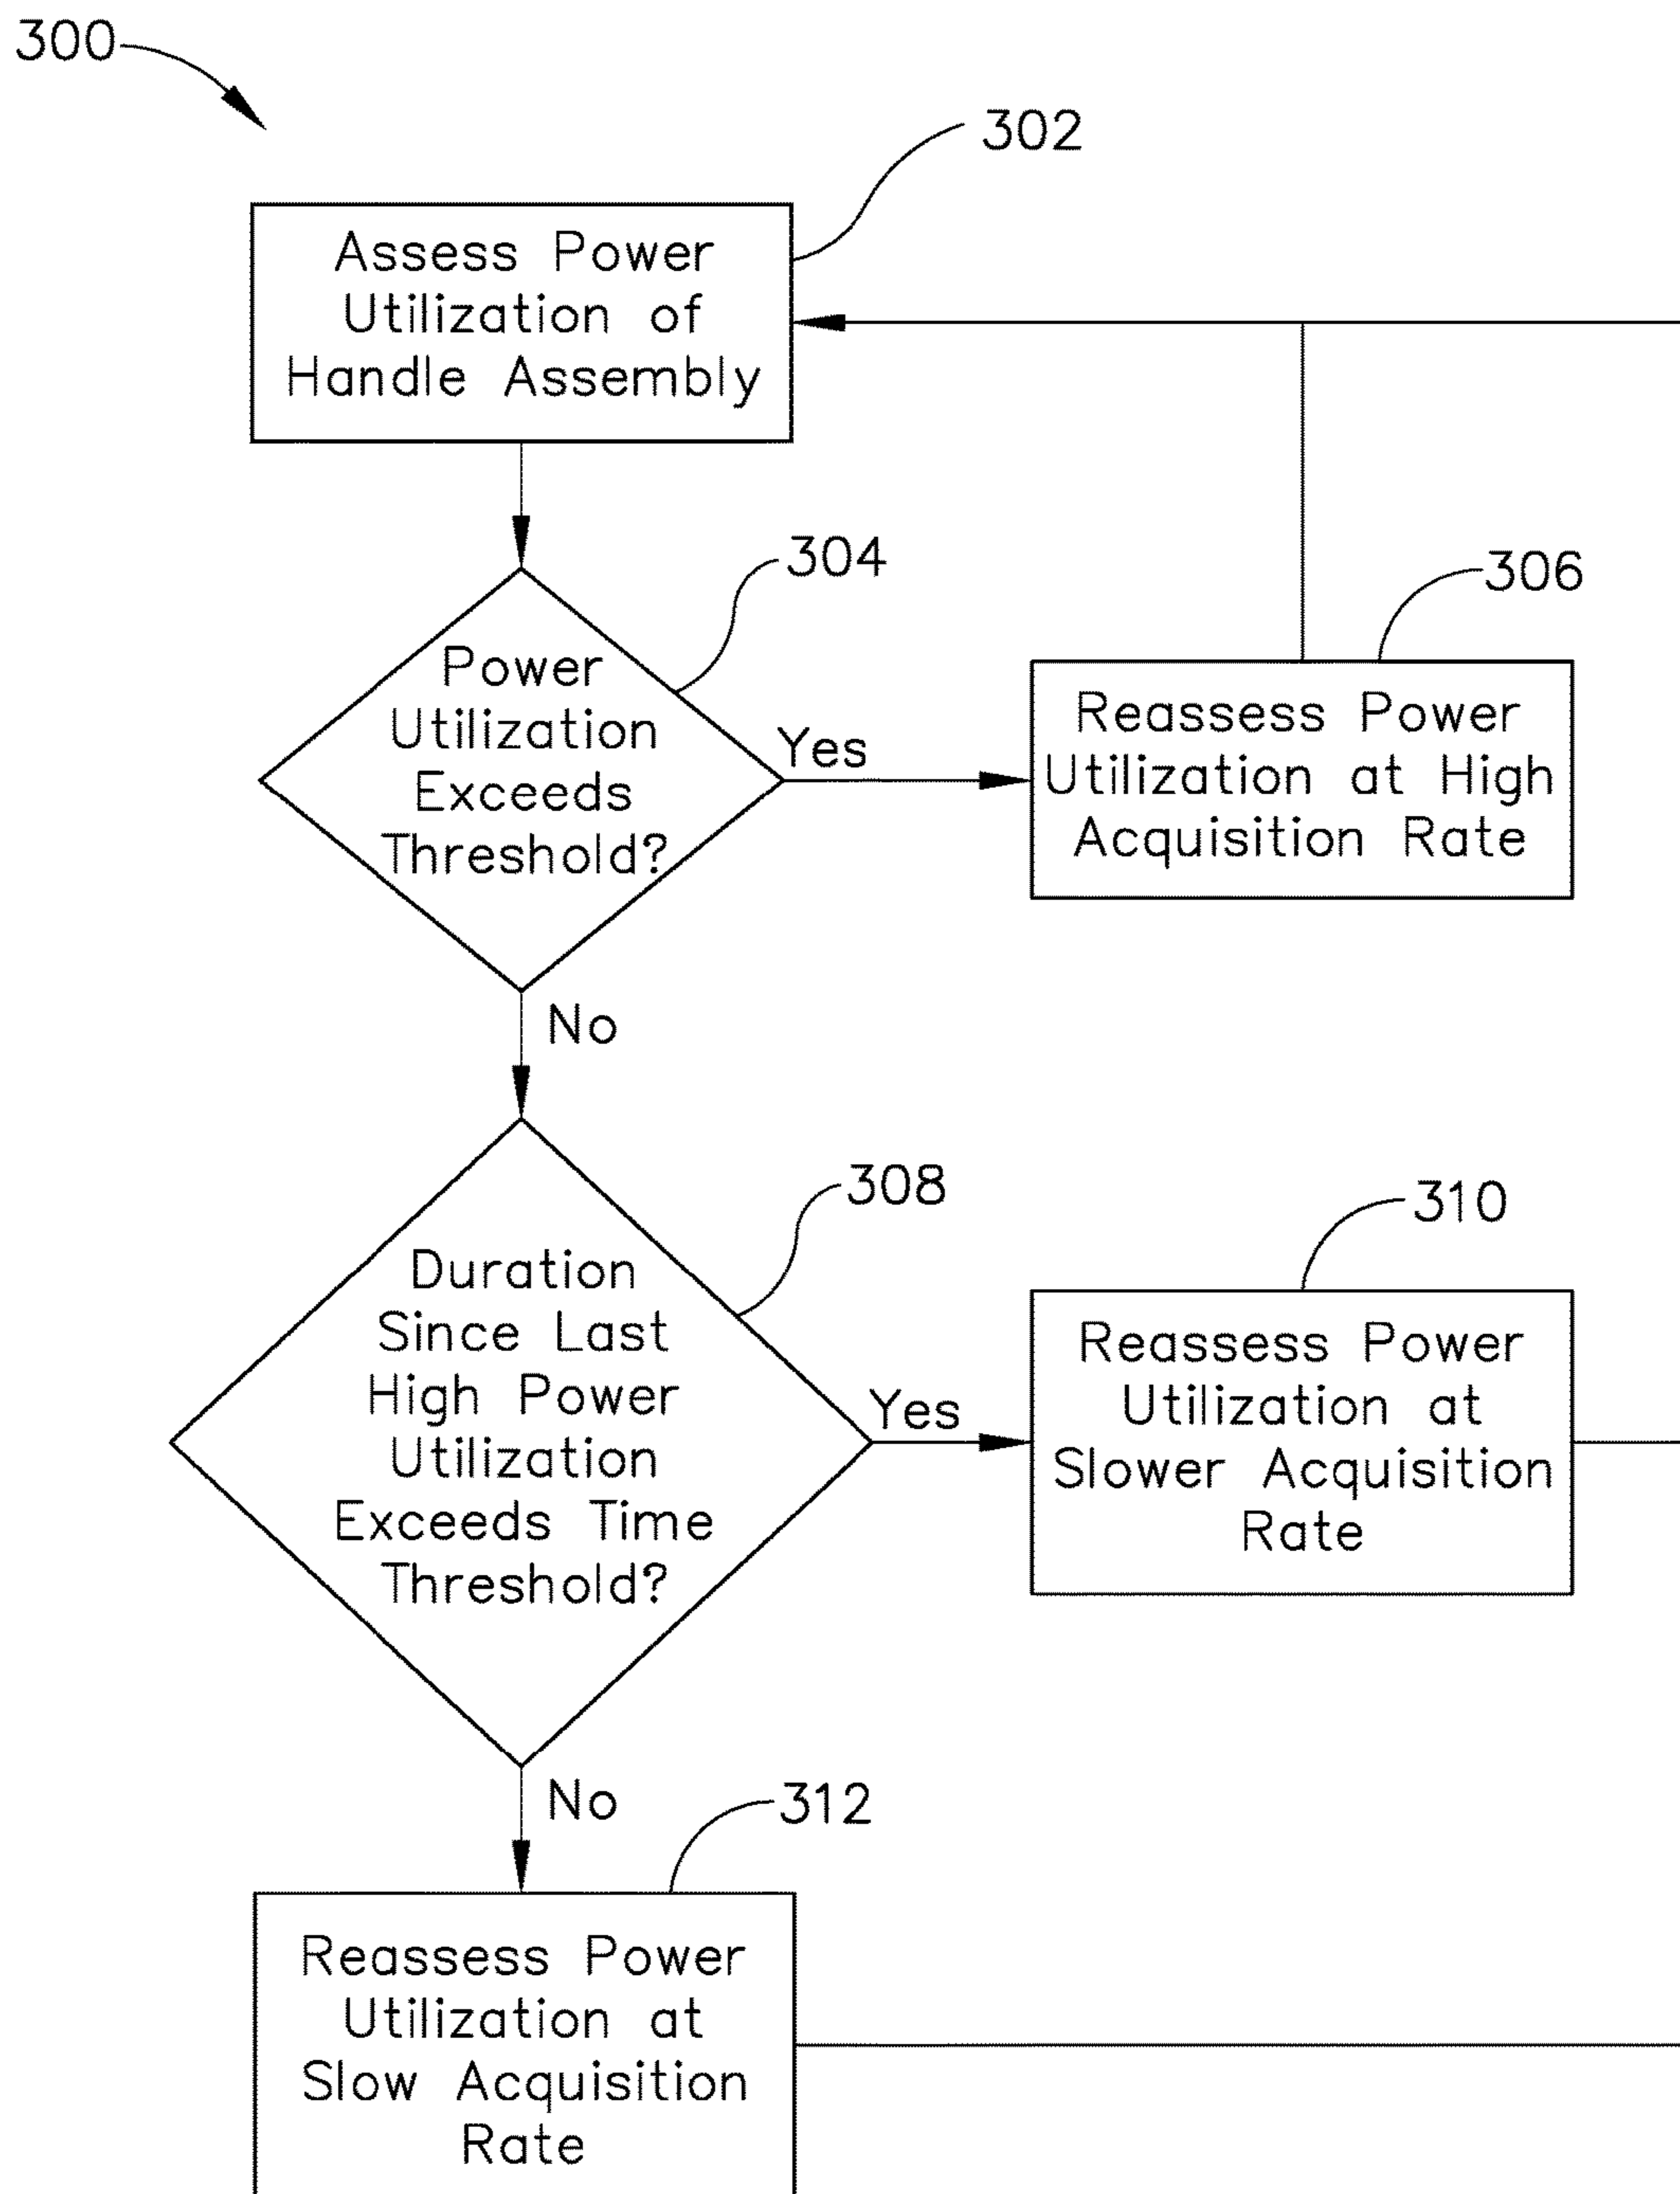 300
302
Assess Power
Utilization of
Handle Assembly
304
Power
Utilization
Exceeds
Threshold?
Yes
306
Reassess Power
Utilization at High
Acquisition Rate
No
308
Duration
Since Last
High Power
Utilization
Exceeds Time
Threshold?
Yes
310
Reassess Power
Utilization at
Slower Acquisition
Rate
No
312
Reassess Power
Utilization at
Slow Acquisition
Rate